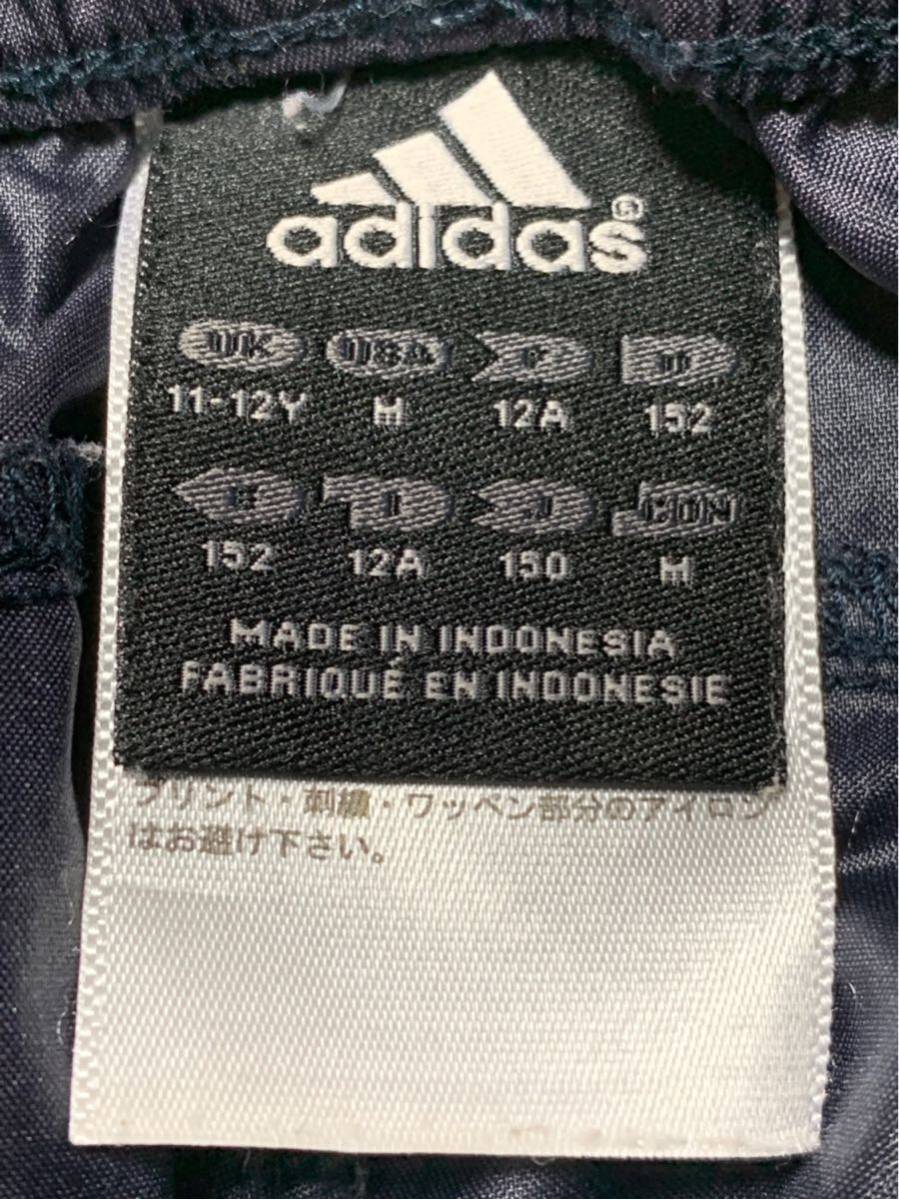 adidas®
UK USA F D
11-12Y M 12A 152
E I J CDN
152 12A 150 M
MADE IN INDONESIA
FABRIQUÉ EN INDONESIE
プリント・刺繍・ワッペン部分のアイロン
はお避け下さい。